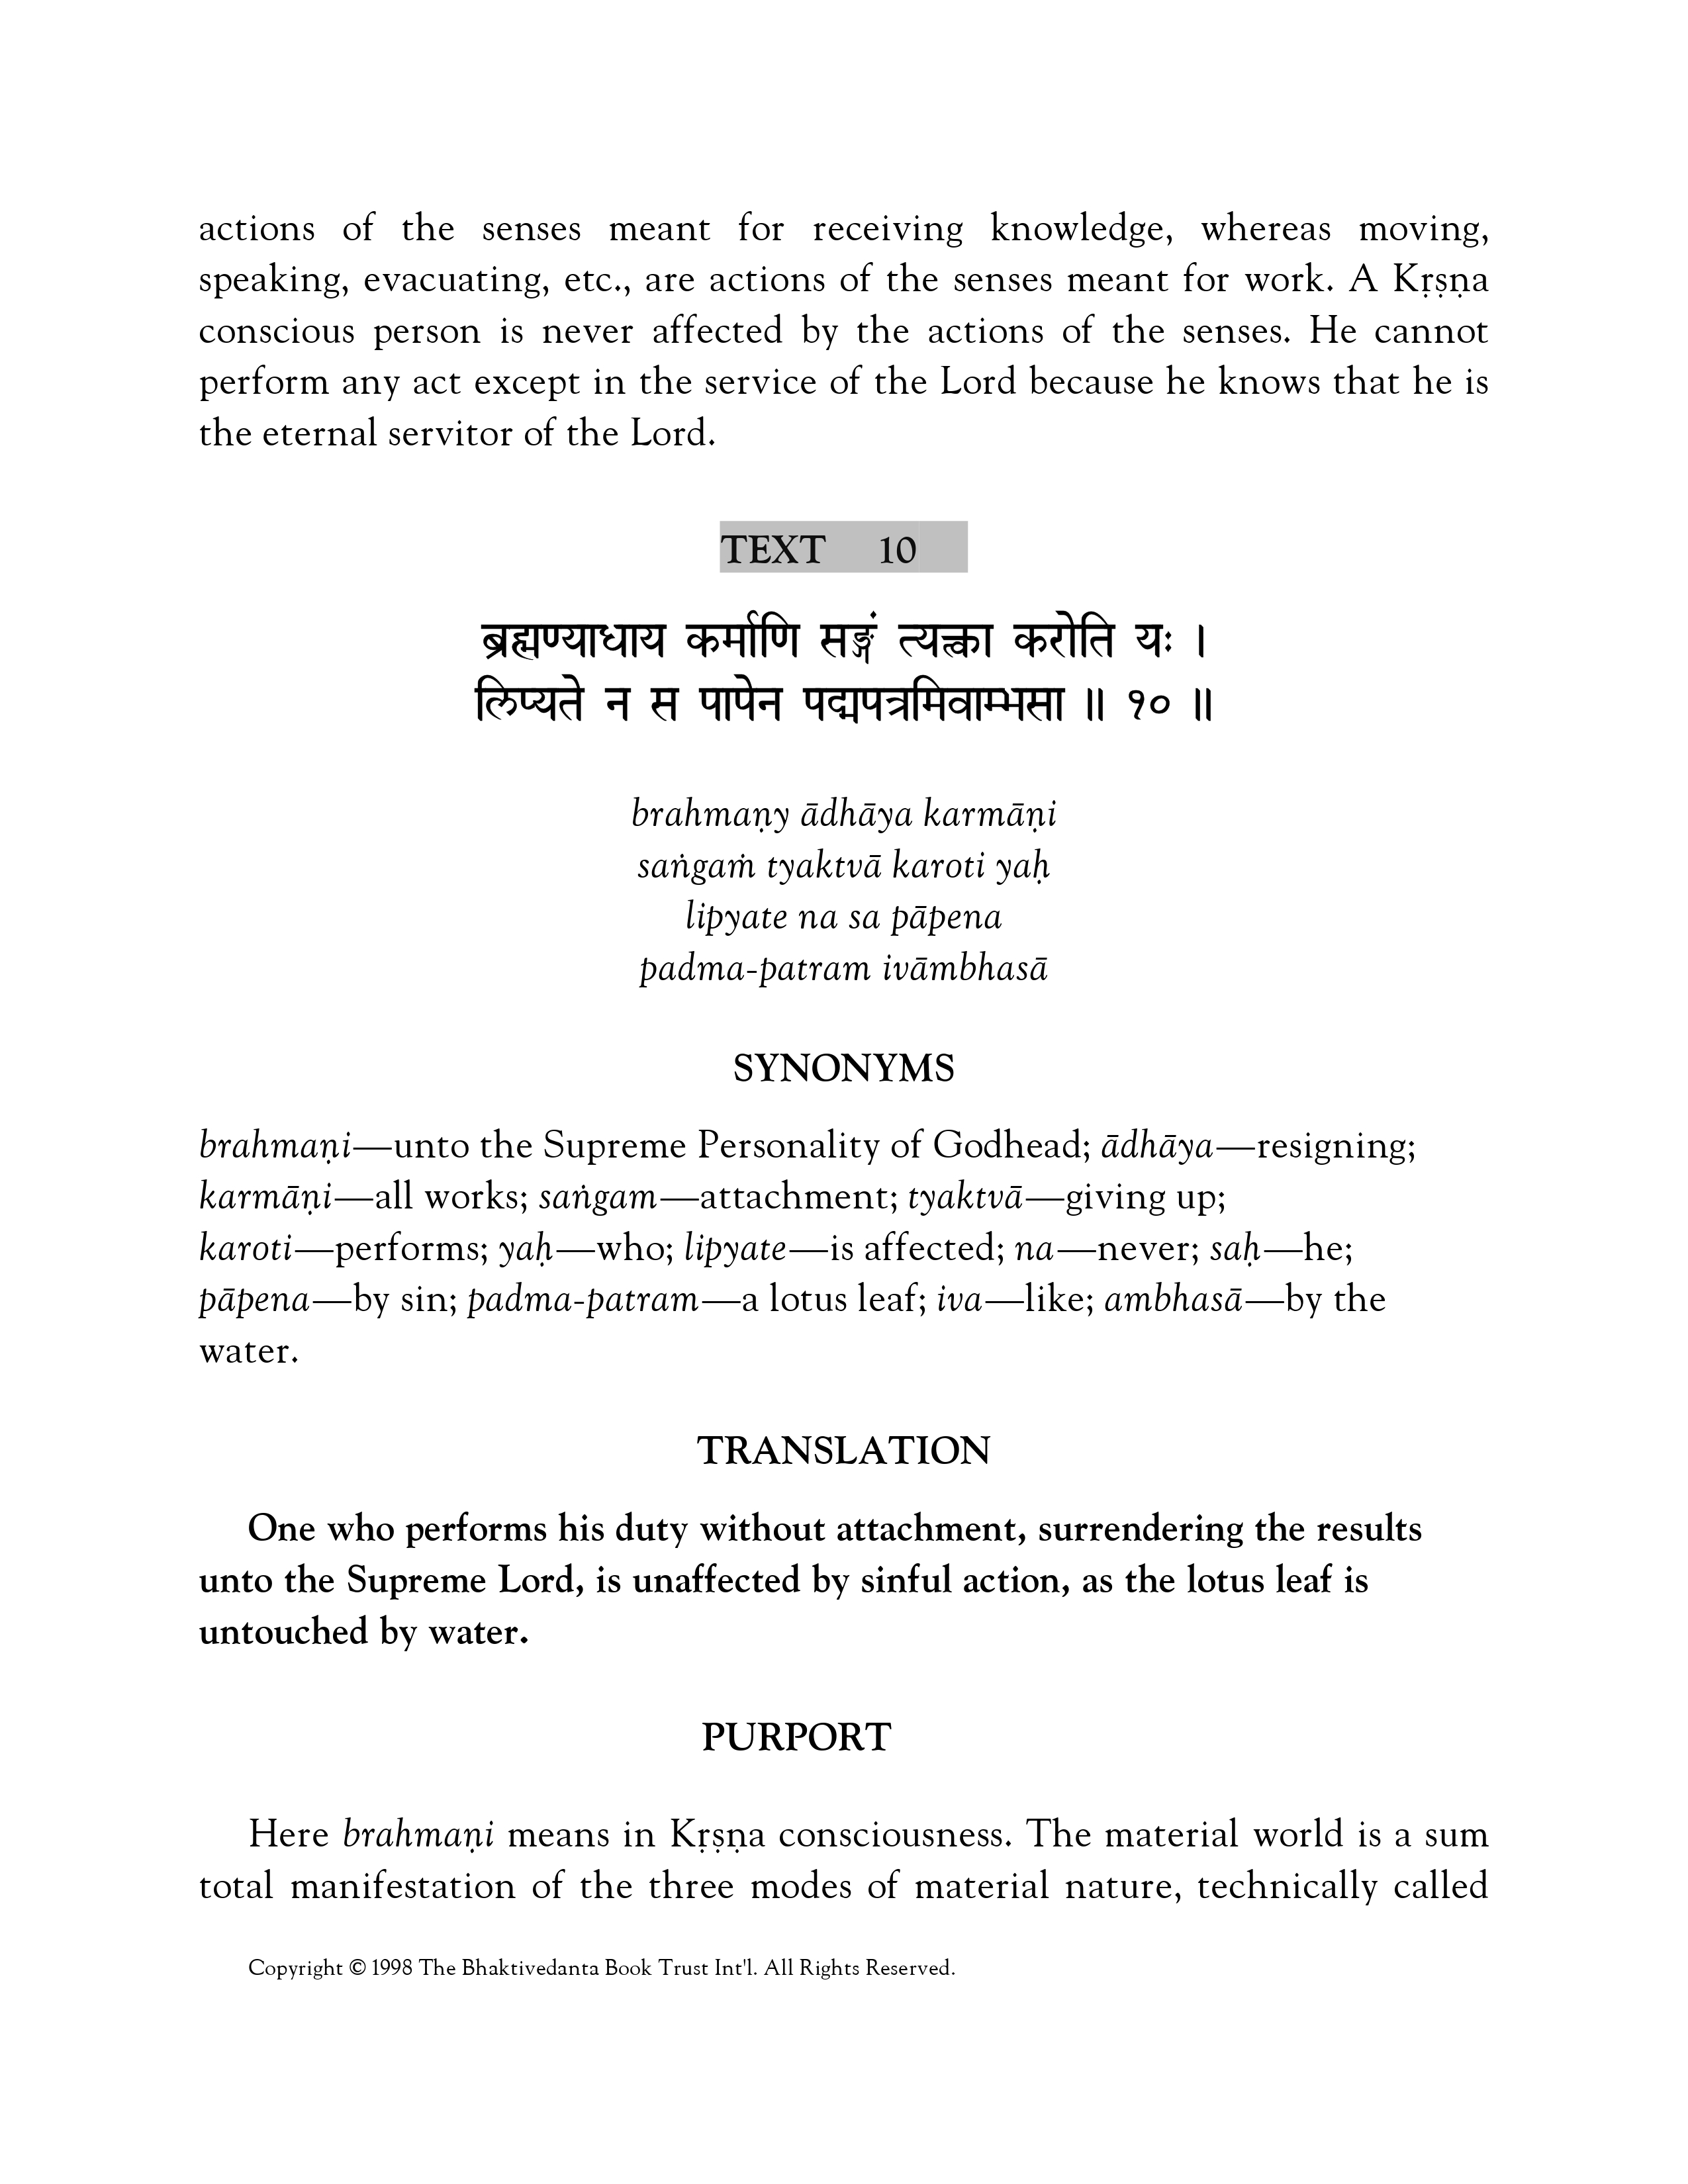 actions of the senses meant for receiving knowledge, whereas moving,
speaking, evacuating, etc., are actions of the senses meant for work. A Kṛṣṇa
conscious person is never affected by the actions of the senses. He cannot
perform any act except in the service of the Lord because he knows that he is
the eternal servitor of the Lord.
TEXT 10
ब्रह्मण्याधाय कर्माणि सङ्गं त्यक्त्वा करोति यः ।
लिप्यते न स पापेन पद्मपत्रमिवाम्भसा ॥ १० ॥
brahmaṇy ādhāya karmāṇi
saṅgaṁ tyaktvā karoti yaḥ
lipyate na sa pāpena
padma-patram ivāmbhasā
SYNONYMS
brahmaṇi—unto the Supreme Personality of Godhead; ādhāya—resigning;
karmāṇi—all works; saṅgam—attachment; tyaktvā—giving up;
karoti—performs; yaḥ—who; lipyate—is affected; na—never; saḥ—he;
pāpena—by sin; padma-patram—a lotus leaf; iva—like; ambhasā—by the
water.
TRANSLATION
One who performs his duty without attachment, surrendering the results
unto the Supreme Lord, is unaffected by sinful action, as the lotus leaf is
untouched by water.
PURPORT
Here brahmaṇi means in Kṛṣṇa consciousness. The material world is a sum
total manifestation of the three modes of material nature, technically called
Copyright © 1998 The Bhaktivedanta Book Trust Int'l. All Rights Reserved.